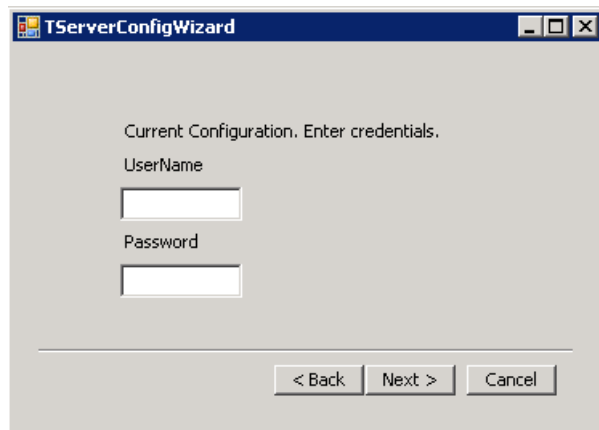 TServerConfigWizard
Current Configuration. Enter credentials.
UserName
Password
< Back Next > Cancel